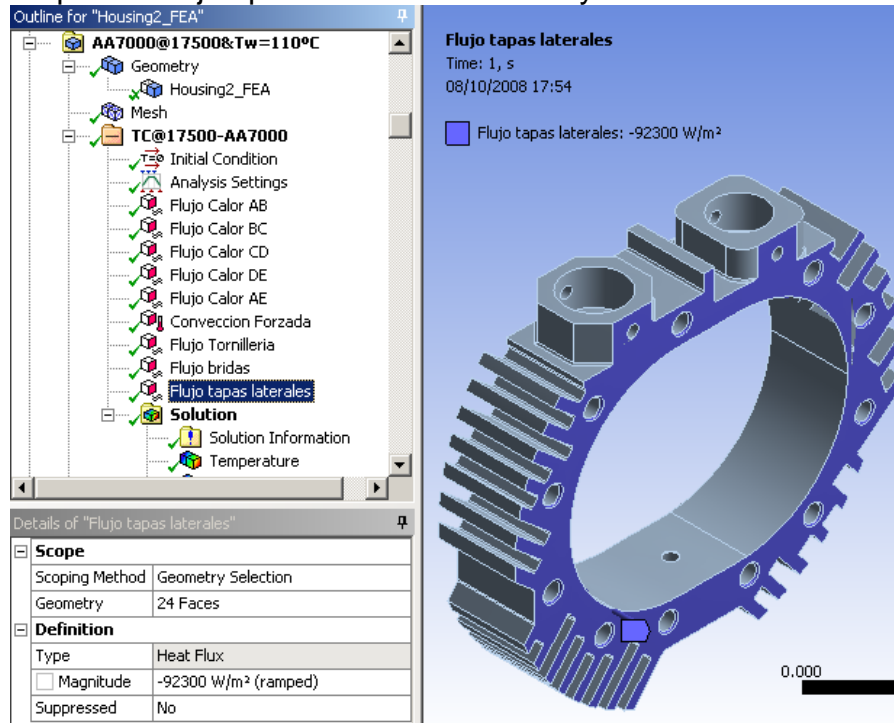 Outline for "Housing2_FEA"
AA7000@17500&Tw=110ºC
Geometry
Housing2_FEA
Mesh
TC@17500-AA7000
T=0 Initial Condition
Analysis Settings
Flujo Calor AB
Flujo Calor BC
Flujo Calor CD
Flujo Calor DE
Flujo Calor AE
Conveccion Forzada
Flujo Tornilleria
Flujo bridas
Flujo tapas laterales
Solution
Solution Information
Temperature
Details of "Flujo tapas laterales"
Scope
Scoping Method Geometry Selection
Geometry 24 Faces
Definition
Type Heat Flux
Magnitude -92300 W/m² (ramped)
Suppressed No
Flujo tapas laterales
Time: 1, s
08/10/2008 17:54
Flujo tapas laterales: -92300 W/m²
0.000